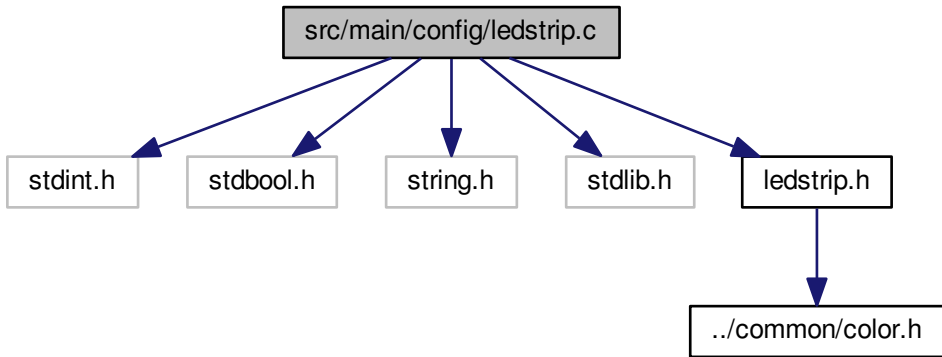 src/main/config/ledstrip.c
stdint.h
stdbool.h
string.h
stdlib.h
ledstrip.h
../common/color.h